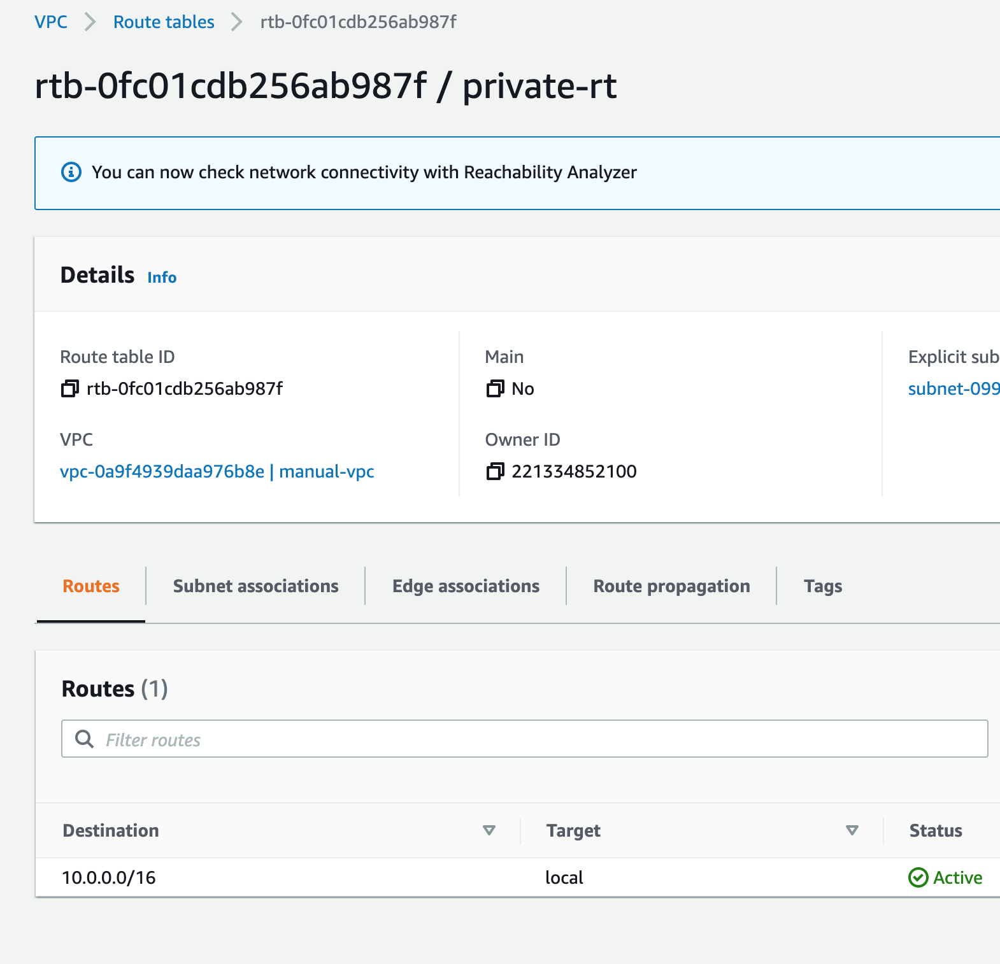 VPC > Route tables > rtb-0fc01cdb256ab987f
rtb-0fc01cdb256ab987f / private-rt
You can now check network connectivity with Reachability Analyzer
Details Info
Route table ID Main Explicit sub
rtb-0fc01cdb256ab987f No subnet-099
VPC Owner ID
vpc-0a9f4939daa976b8e | manual-vpc 221334852100
Routes Subnet associations Edge associations Route propagation Tags
Routes (1)
Filter routes
Destination Target Status
10.0.0.0/16 local Active